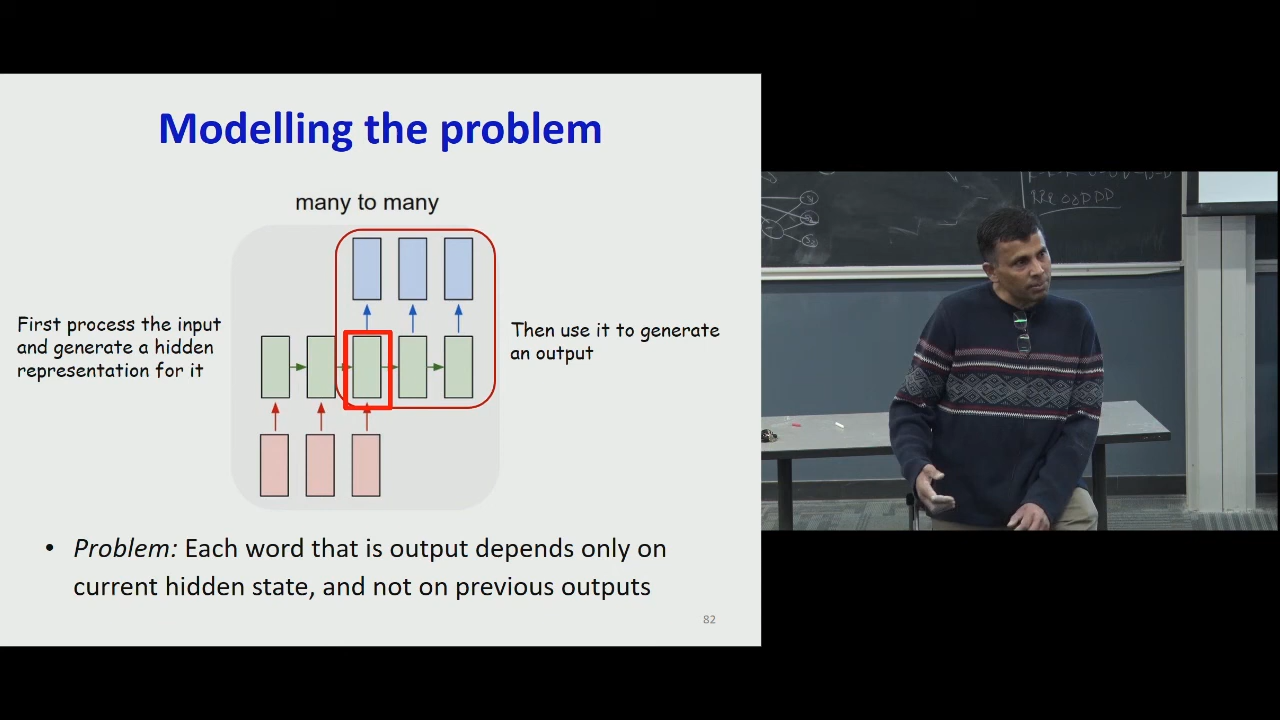 Modelling the problem
many to many
First process the input
and generate a hidden
representation for it
Then use it to generate
an output
• Problem: Each word that is output depends only on
current hidden state, and not on previous outputs
82